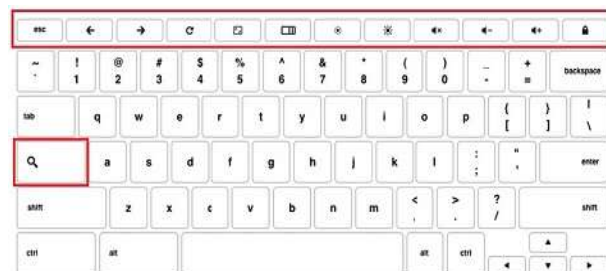 esc
~ ! @ # $ % ^ & * ( ) _ +
` 1 2 3 4 5 6 7 8 9 0 - = backspace
tab q w e r t y u i o p { [ } ] | \
a s d f g h j k l : ; " ' enter
shift z x c v b n m < , > . ? / shift
ctrl alt alt ctrl